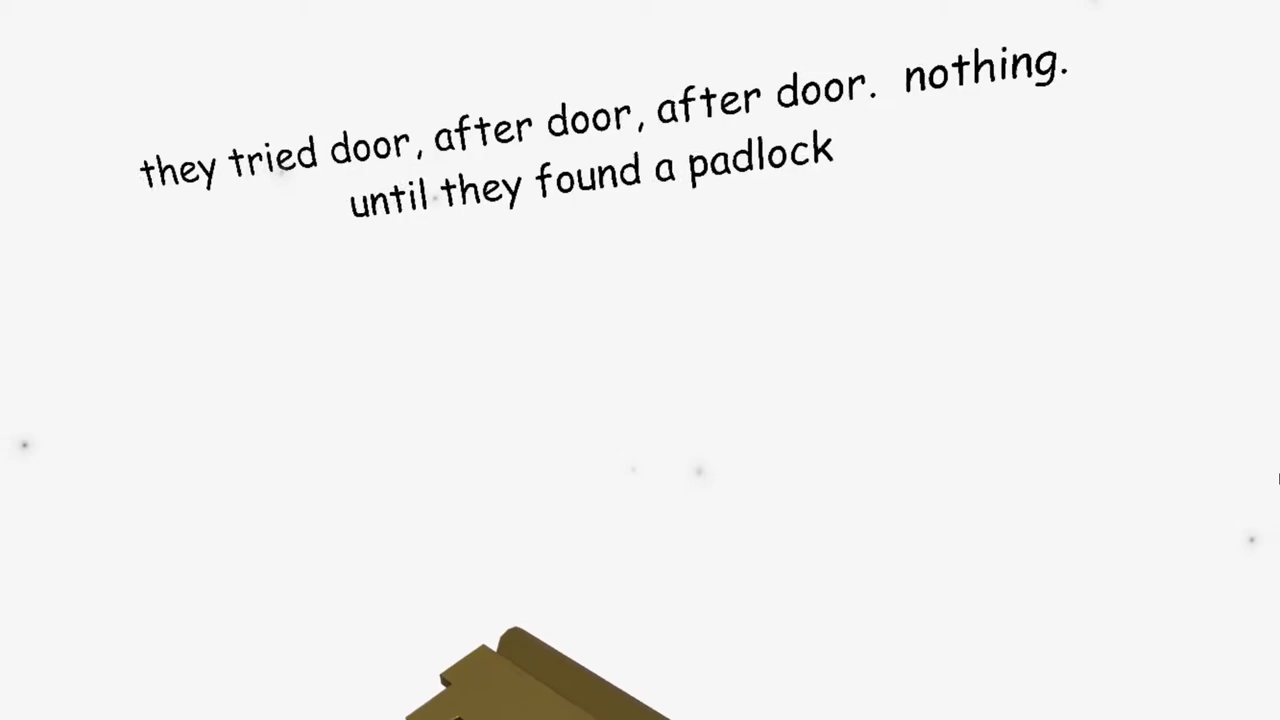 they tried door, after door, after door.  nothing.
until they found a padlock